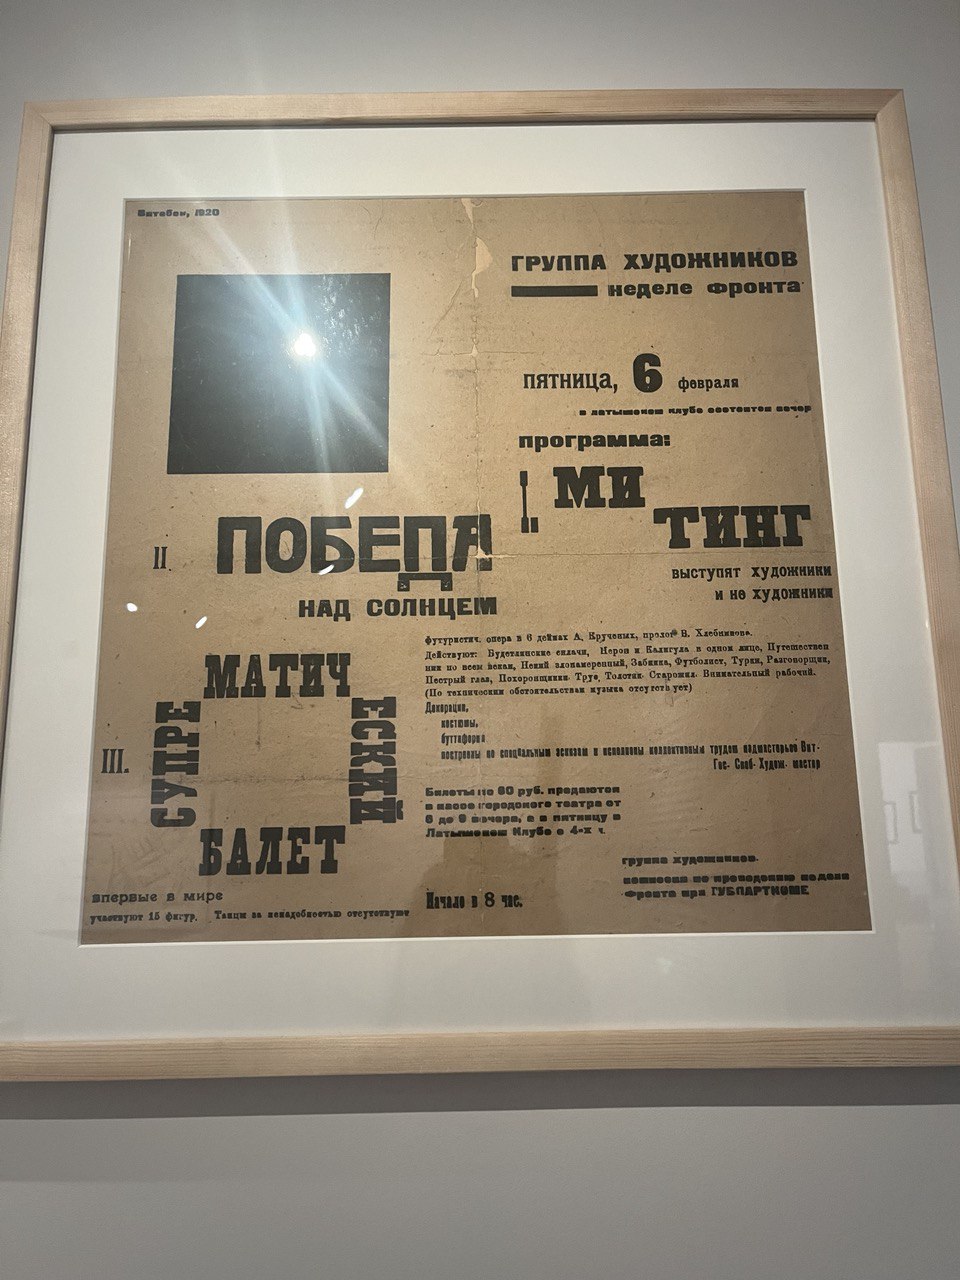 Витебск, 1920
ГРУППА ХУДОЖНИКОВ
неделе фронта
пятница, 6 февраля
в латышском клубе состоится вечер
программа:
I. МИ
ТИНГ
выступят художники
и не художники
II. ПОБЕДА
НАД СОЛНЦЕМ
футуристич. опера в 6 деймах А. Крученых, пролог В. Хлебникова.
Действуют: Будетлянские силачи, Нерон и Калигула в одном лице, Путешествен
ник по всем векам, Некий злонамеренный, Забияка, Футболист, Турки, Разговорщик,
Пестрый глаз, Похоронщики Трус, Толстяк Старожил. Внимательный рабочий.
(По техническим обстоятельствам музыка отсутствует)
Декорации,
костюмы,
буттафория
построены по специальным эскизам и исполнены коллективным трудом подмастерьев Вит-
Гос- Своб- Худож- мастер
III. СУПРЕ
МАТИЧ
ЕСКИЙ
БАЛЕТ
впервые в мире
участвуют 15 фигур. Танцы за ненадобностью отсутствуют
Билеты по 60 руб. продаются
в кассе городского театра от
6 до 9 вечера, а в пятницу в
Латышском Клубе с 4-х ч.
Начало в 8 час.
группа художников.
комиссия по проведению недели
Фронта при ГУБПАРТКОМЕ